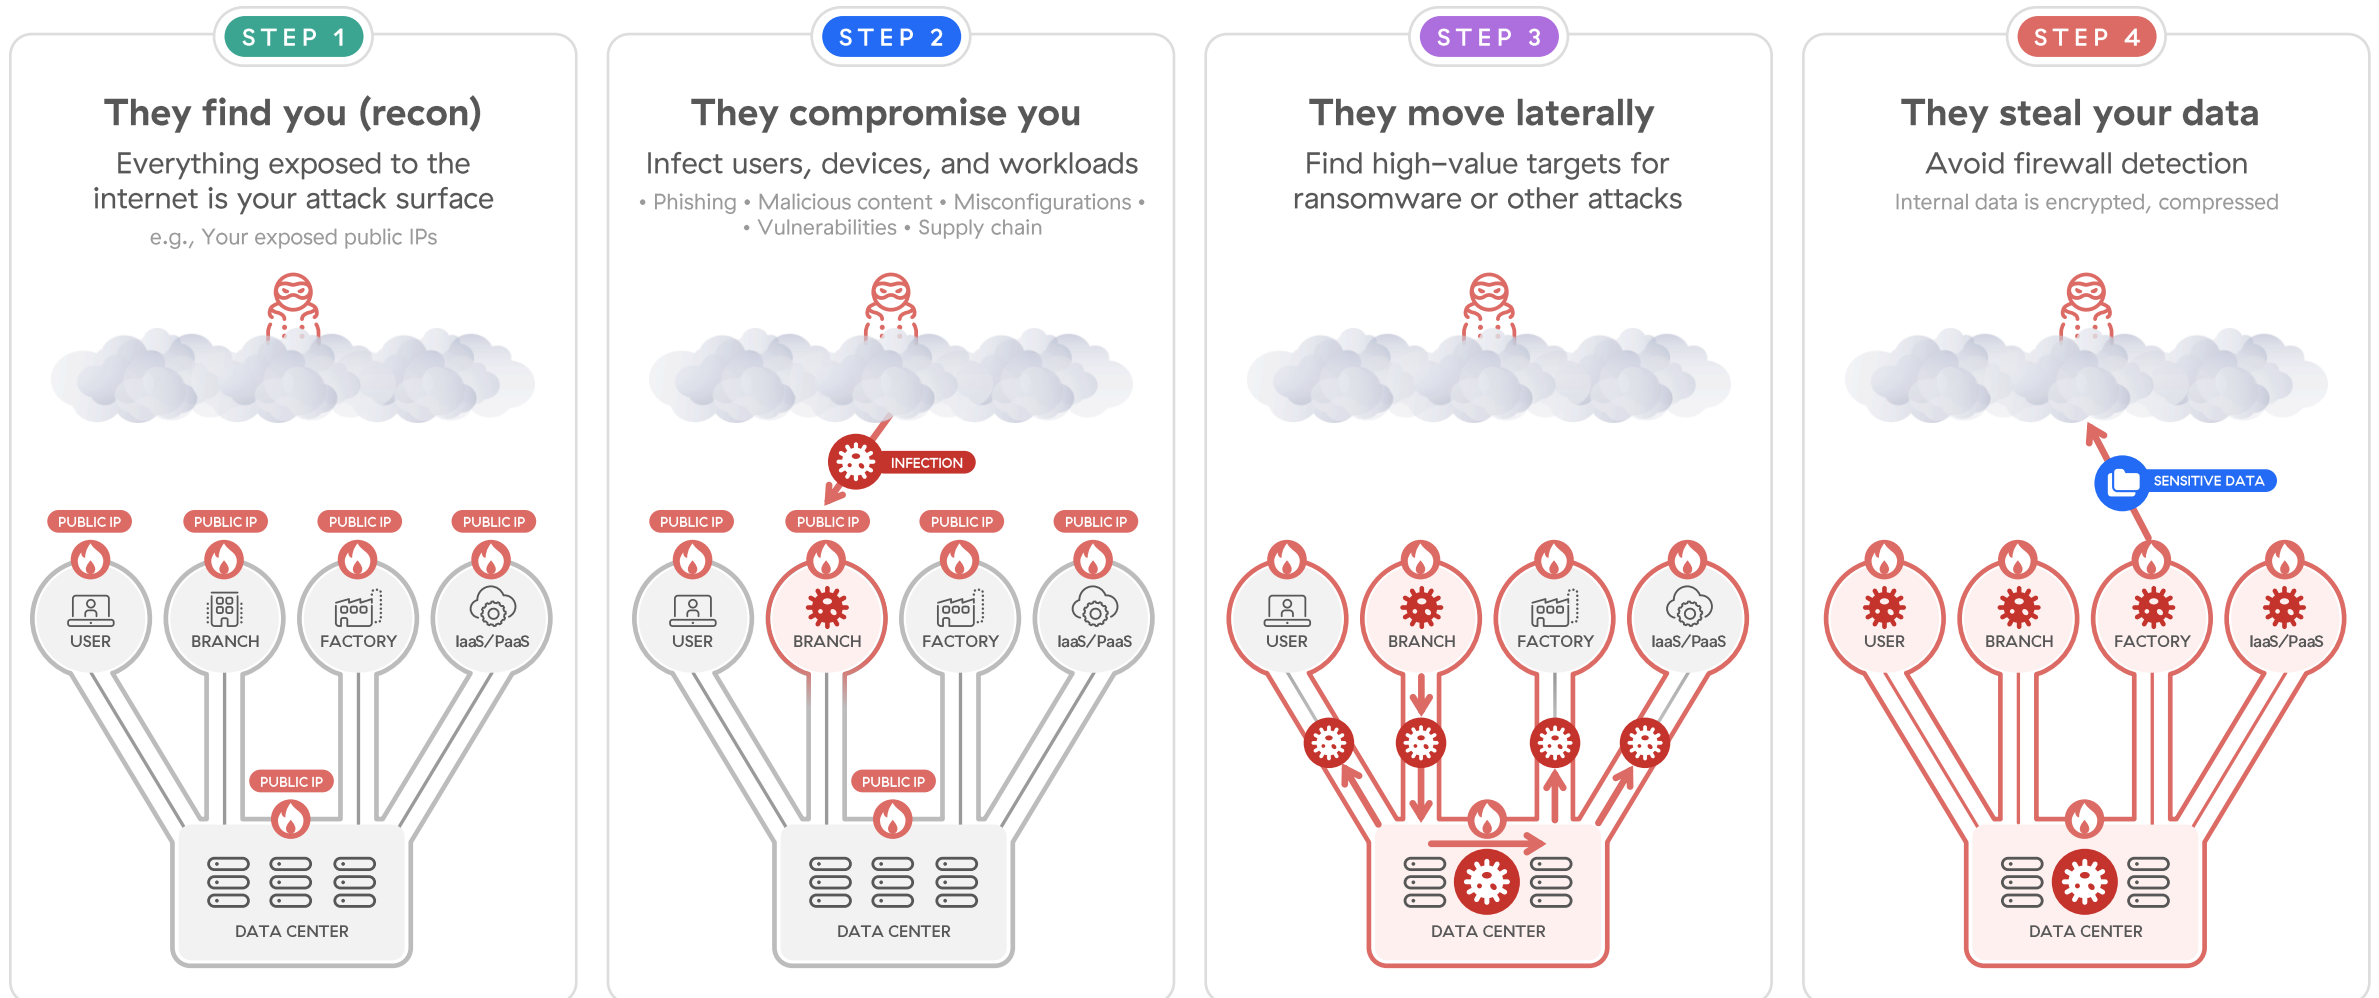 STEP 1
They find you (recon)
Everything exposed to the
internet is your attack surface
e.g., Your exposed public IPs
PUBLIC IP
PUBLIC IP
PUBLIC IP
PUBLIC IP
USER
BRANCH
FACTORY
IaaS/PaaS
PUBLIC IP
DATA CENTER
STEP 2
They compromise you
Infect users, devices, and workloads
• Phishing • Malicious content • Misconfigurations •
• Vulnerabilities • Supply chain
INFECTION
PUBLIC IP
PUBLIC IP
PUBLIC IP
PUBLIC IP
USER
BRANCH
FACTORY
IaaS/PaaS
PUBLIC IP
DATA CENTER
STEP 3
They move laterally
Find high-value targets for
ransomware or other attacks
USER
BRANCH
FACTORY
IaaS/PaaS
DATA CENTER
STEP 4
They steal your data
Avoid firewall detection
Internal data is encrypted, compressed
SENSITIVE DATA
USER
BRANCH
FACTORY
IaaS/PaaS
DATA CENTER